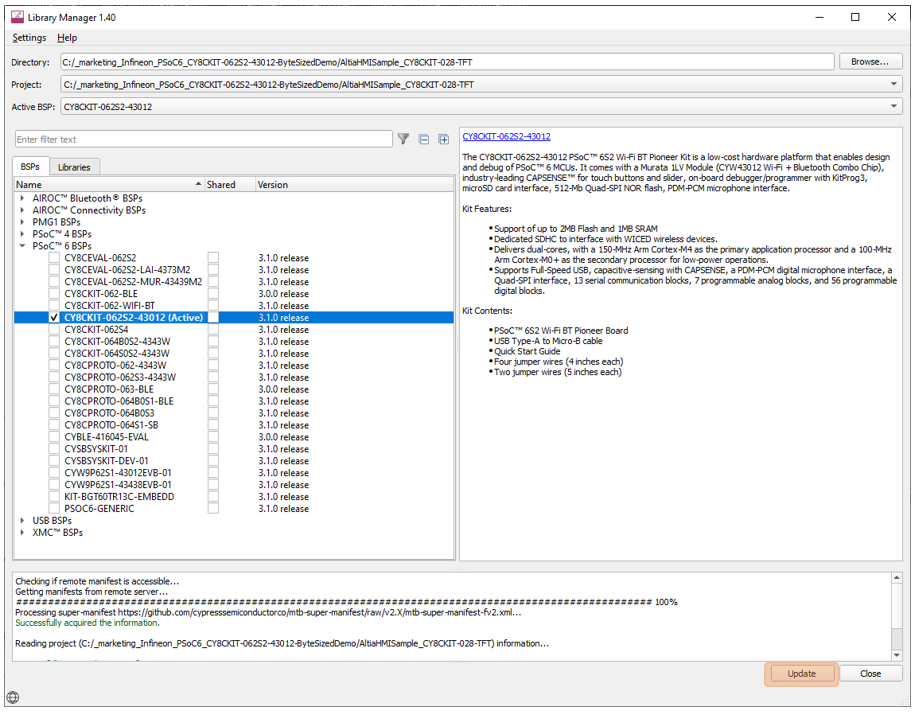 Library Manager 1.40
Settings Help
Directory: C:/_marketing_Infineon_PSoC6_CY8CKIT-062S2-43012-ByteSizedDemo/AltiaHMISample_CY8CKIT-028-TFT Browse...
Project: C:/_marketing_Infineon_PSoC6_CY8CKIT-062S2-43012-ByteSizedDemo/AltiaHMISample_CY8CKIT-028-TFT
Active BSP: CY8CKIT-062S2-43012
Enter filter text
BSPs Libraries
Name Shared Version
AIROC™ Bluetooth® BSPs
AIROC™ Connectivity BSPs
PMG1 BSPs
PSoC™ 4 BSPs
PSoC™ 6 BSPs
CY8CEVAL-062S2 3.1.0 release
CY8CEVAL-062S2-LAI-4373M2 3.1.0 release
CY8CEVAL-062S2-MUR-43439M2 3.1.0 release
CY8CKIT-062-BLE 3.0.0 release
CY8CKIT-062-WIFI-BT 3.1.0 release
CY8CKIT-062S2-43012 (Active) 3.1.0 release
CY8CKIT-062S4 3.1.0 release
CY8CKIT-064B0S2-4343W 3.1.0 release
CY8CKIT-064S0S2-4343W 3.1.0 release
CY8CPROTO-062-4343W 3.1.0 release
CY8CPROTO-062S3-4343W 3.1.0 release
CY8CPROTO-063-BLE 3.0.0 release
CY8CPROTO-064B0S1-BLE 3.1.0 release
CY8CPROTO-064B0S3 3.1.0 release
CY8CPROTO-064S1-SB 3.1.0 release
CYBLE-416045-EVAL 3.0.0 release
CYSBSYSKIT-01 3.1.0 release
CYSBSYSKIT-DEV-01 3.1.0 release
CYW9P62S1-43012EVB-01 3.1.0 release
CYW9P62S1-43438EVB-01 3.1.0 release
KIT-BGT60TR13C-EMBEDD 3.1.0 release
PSOC6-GENERIC 3.1.0 release
USB BSPs
XMC™ BSPs
CY8CKIT-062S2-43012
The CY8CKIT-062S2-43012 PSoC™ 6S2 Wi-Fi BT Pioneer Kit is a low-cost hardware platform that enables design
and debug of PSoC™ 6 MCUs. It comes with a Murata 1LV Module (CYW43012 Wi-Fi + Bluetooth Combo Chip),
industry-leading CAPSENSE™ for touch buttons and slider, on-board debugger/programmer with KitProg3,
microSD card interface, 512-Mb Quad-SPI NOR flash, PDM-PCM microphone interface.
Kit Features:
•Support of up to 2MB Flash and 1MB SRAM
•Dedicated SDHC to interface with WICED wireless devices.
•Delivers dual-cores, with a 150-MHz Arm Cortex-M4 as the primary application processor and a 100-MHz
Arm Cortex-M0+ as the secondary processor for low-power operations.
•Supports Full-Speed USB, capacitive-sensing with CAPSENSE, a PDM-PCM digital microphone interface, a
Quad-SPI interface, 13 serial communication blocks, 7 programmable analog blocks, and 56 programmable
digital blocks.
Kit Contents:
•PSoC™ 6S2 Wi-Fi BT Pioneer Board
•USB Type-A to Micro-B cable
•Quick Start Guide
•Four jumper wires (4 inches each)
•Two jumper wires (5 inches each)
Checking if remote manifest is accessible...
Getting manifests from remote server...
#################################################################################################### 100%
Processing super-manifest https://github.com/cypresssemiconductorco/mtb-super-manifest/raw/v2.X/mtb-super-manifest-fv2.xml...
Successfully acquired the information.
Reading project (C:/_marketing_Infineon_PSoC6_CY8CKIT-062S2-43012-ByteSizedDemo/AltiaHMISample_CY8CKIT-028-TFT) information...
Update Close